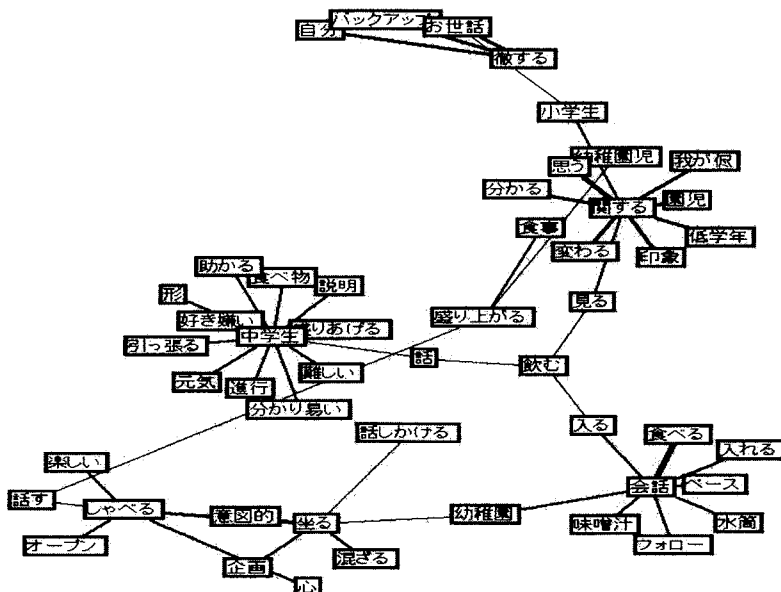 自分
バックアップ
お世話
徹する
小学生
幼稚園児
思う
我が侭
分かる
関する
園児
食事
低学年
変わる
印象
助かる
食べ物
説明
見る
形
好き嫌い
盛りあげる
盛り上がる
中学生
引っ張る
話
飲む
難しい
元気
進行
分かり易い
話しかける
入る
食べる
入れる
楽しい
会話
ペース
話す
しゃべる
意図的
坐る
幼稚園
味噌汁
水筒
オープン
企画
混ざる
フォロー
心